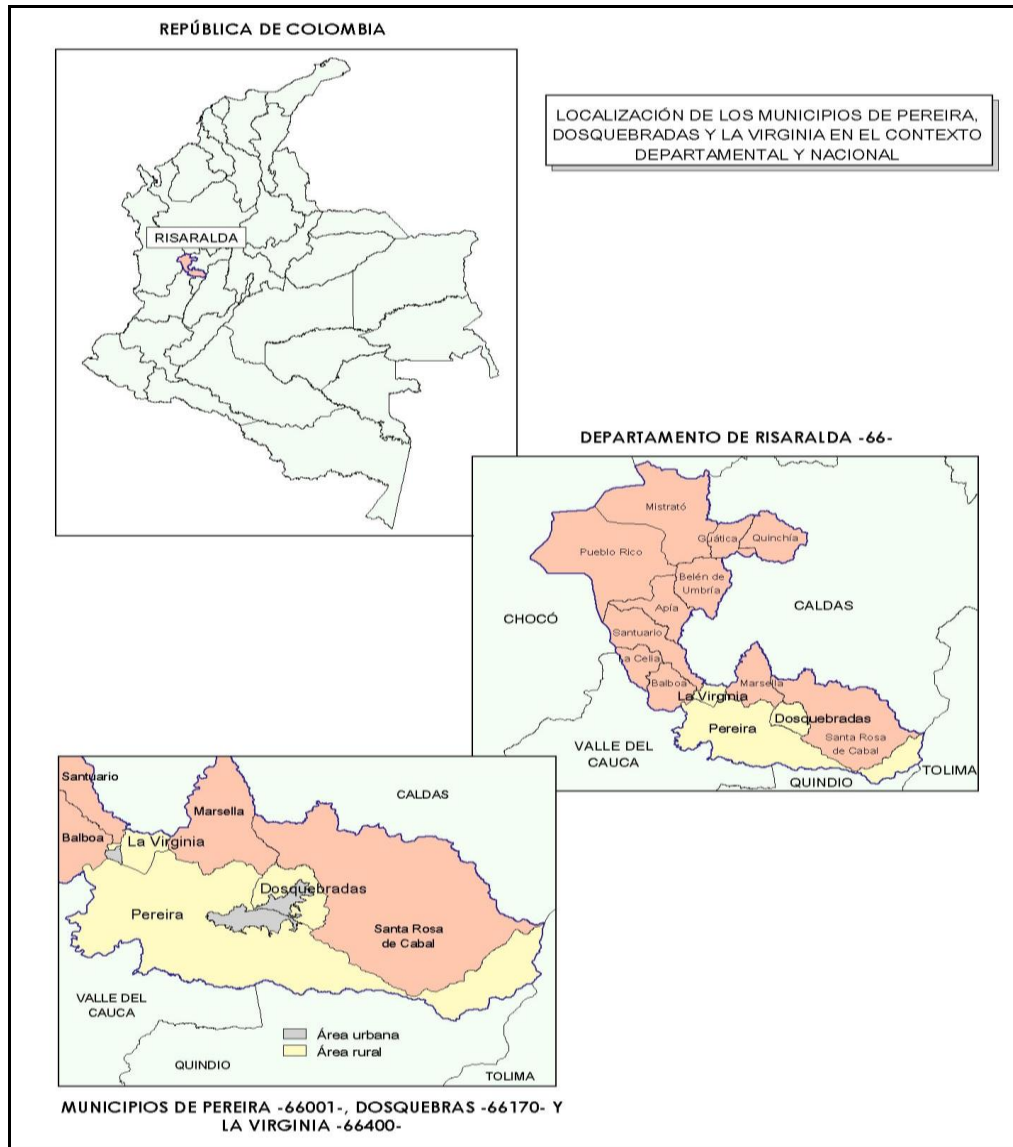 REPÚBLICA DE COLOMBIA
LOCALIZACIÓN DE LOS MUNICIPIOS DE PEREIRA,
DOSQUEBRADAS Y LA VIRGINIA EN EL CONTEXTO
DEPARTAMENTAL Y NACIONAL
RISARALDA
DEPARTAMENTO DE RISARALDA -66-
Mistrató
Guática
Quinchía
Pueblo Rico
Belén de
Umbría
Apía
CHOCÓ
CALDAS
Santuario
La Celia
Balboa
Marsella
La Virginia
Pereira
Dosquebradas
Santa Rosa
de Cabal
VALLE DEL
CAUCA
QUINDIO
TOLIMA
Santuario
CALDAS
Marsella
Balboa
La Virginia
Dosquebradas
Pereira
Santa Rosa
de Cabal
VALLE DEL
CAUCA
Área urbana
Área rural
QUINDIO
TOLIMA
MUNICIPIOS DE PEREIRA -66001-, DOSQUEBRAS -66170- Y
LA VIRGINIA -66400-